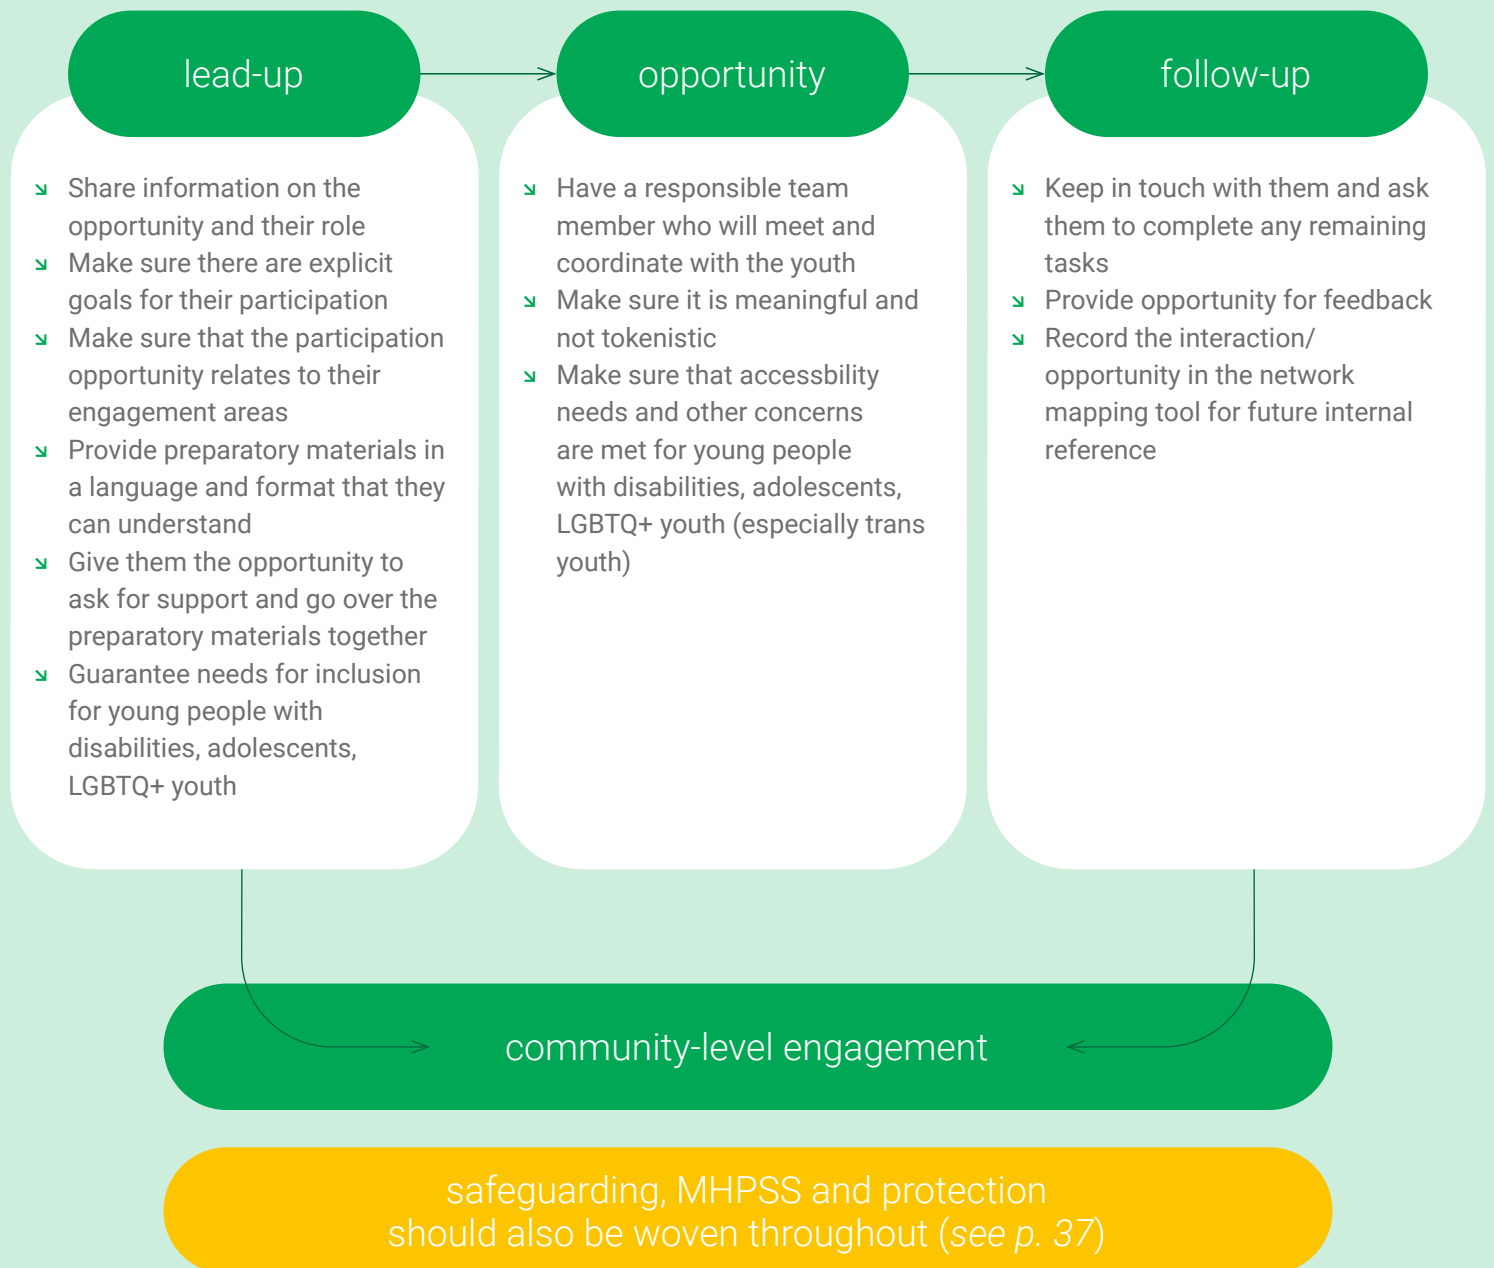 lead-up
Share information on the
opportunity and their role
Make sure there are explicit
goals for their participation
Make sure that the participation
opportunity relates to their
engagement areas
Provide preparatory materials in
a language and format that they
can understand
Give them the opportunity to
ask for support and go over the
preparatory materials together
Guarantee needs for inclusion
for young people with
disabilities, adolescents,
LGBTQ+ youth
opportunity
Have a responsible team
member who will meet and
coordinate with the youth
Make sure it is meaningful and
not tokenistic
Make sure that accessbility
needs and other concerns
are met for young people
with disabilities, adolescents,
LGBTQ+ youth (especially trans
youth)
follow-up
Keep in touch with them and ask
them to complete any remaining
tasks
Provide opportunity for feedback
Record the interaction/
opportunity in the network
mapping tool for future internal
reference
community-level engagement
safeguarding, MHPSS and protection
should also be woven throughout (see p. 37)